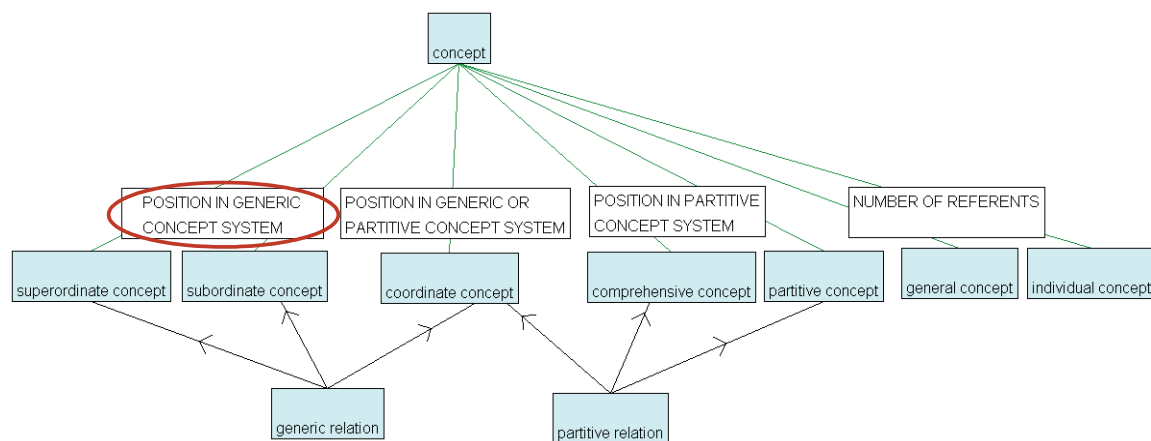 concept
POSITION IN GENERIC
CONCEPT SYSTEM
POSITION IN GENERIC OR
PARTITIVE CONCEPT SYSTEM
POSITION IN PARTITIVE
CONCEPT SYSTEM
NUMBER OF REFERENTS
superordinate concept
subordinate concept
coordinate concept
comprehensive concept
partitive concept
general concept
individual concept
generic relation
partitive relation